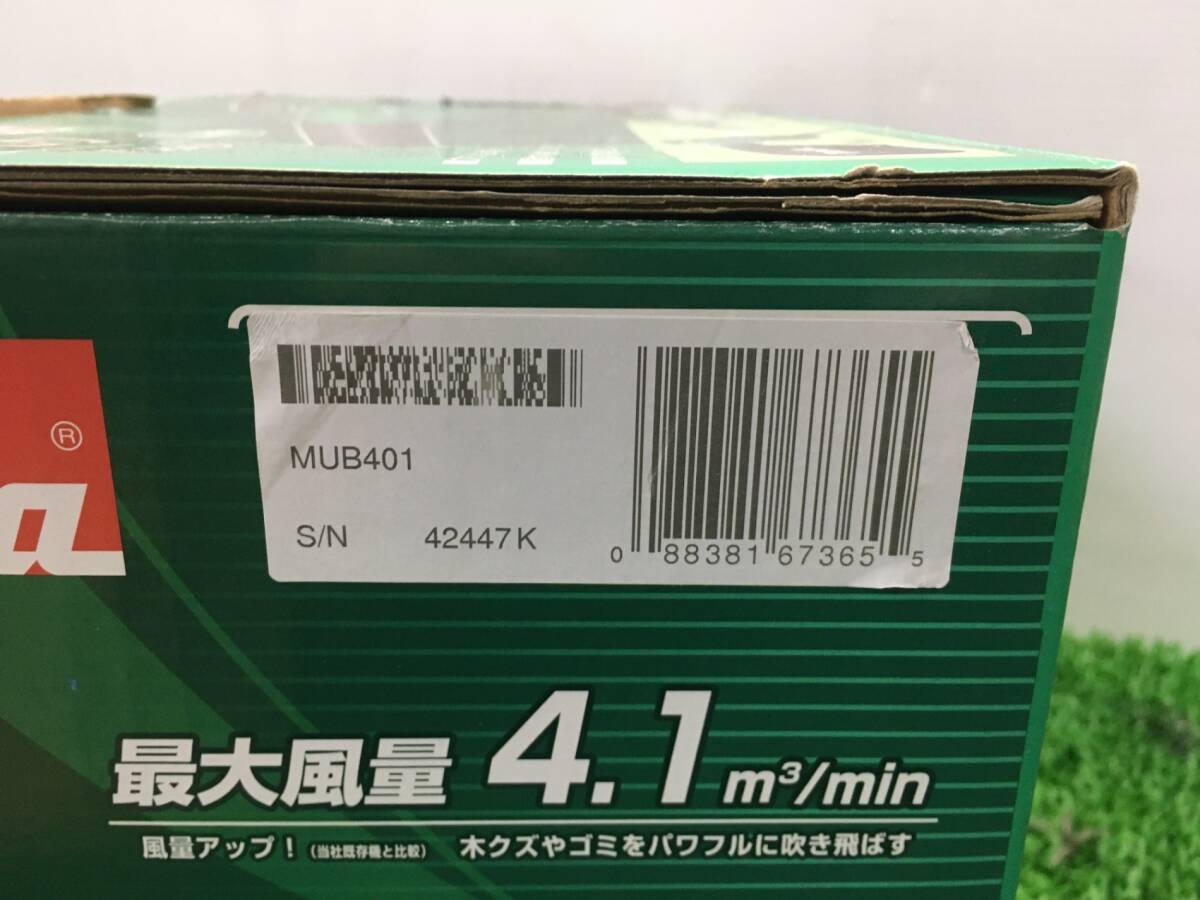 ®
a
MUB401
S/N 42447K
0 88381 67365 5
最大風量 4.1 m³/min
風量アップ！（当社既存機と比較） 木クズやゴミをパワフルに吹き飛ばす